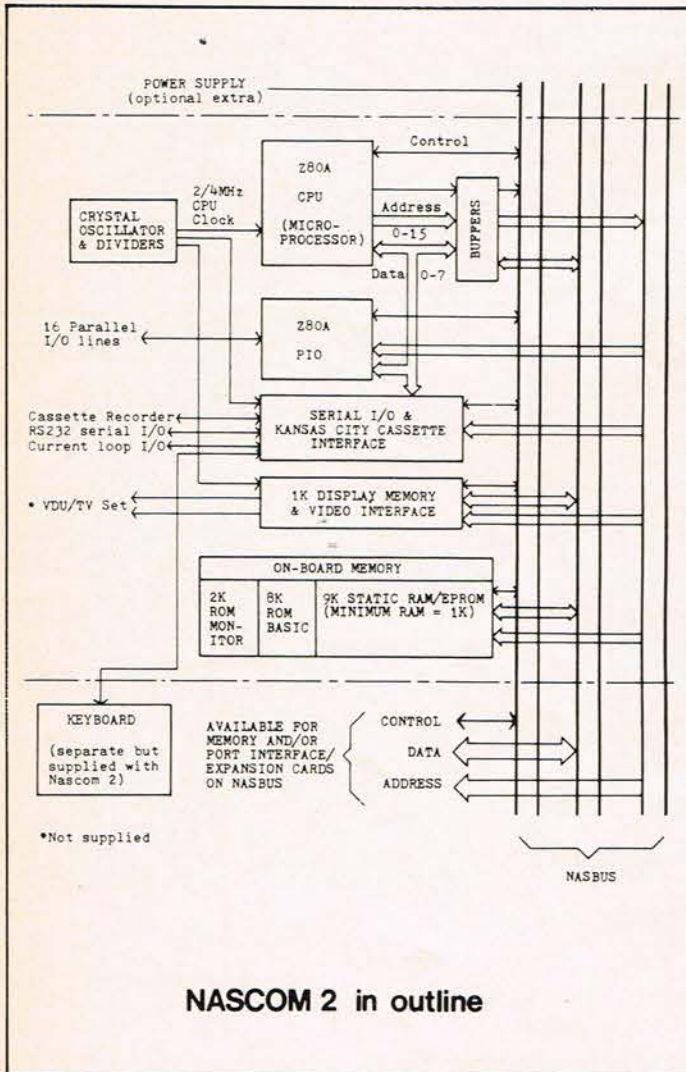 POWER SUPPLY
(optional extra)
Control
Z80A
CPU
(MICRO-
PROCESSOR)
2/4MHz
CPU
Clock
CRYSTAL
OSCILLATOR
& DIVIDERS
Address
0-15
Data
0-7
BUFFERS
16 Parallel
I/O lines
Z80A
PIO
Cassette Recorder
RS232 serial I/O
Current loop I/O
SERIAL I/O &
KANSAS CITY CASSETTE
INTERFACE
* VDU/TV Set
1K DISPLAY MEMORY
& VIDEO INTERFACE
ON-BOARD MEMORY
2K
ROM
MON-
ITOR
8K
ROM
BASIC
9K STATIC RAM/EPROM
(MINIMUM RAM = 1K)
KEYBOARD
(separate but
supplied with
Nascom 2)
AVAILABLE FOR
MEMORY AND/OR
PORT INTERFACE/
EXPANSION CARDS
ON NASBUS
CONTROL
DATA
ADDRESS
*Not supplied
NASBUS
NASCOM 2 in outline